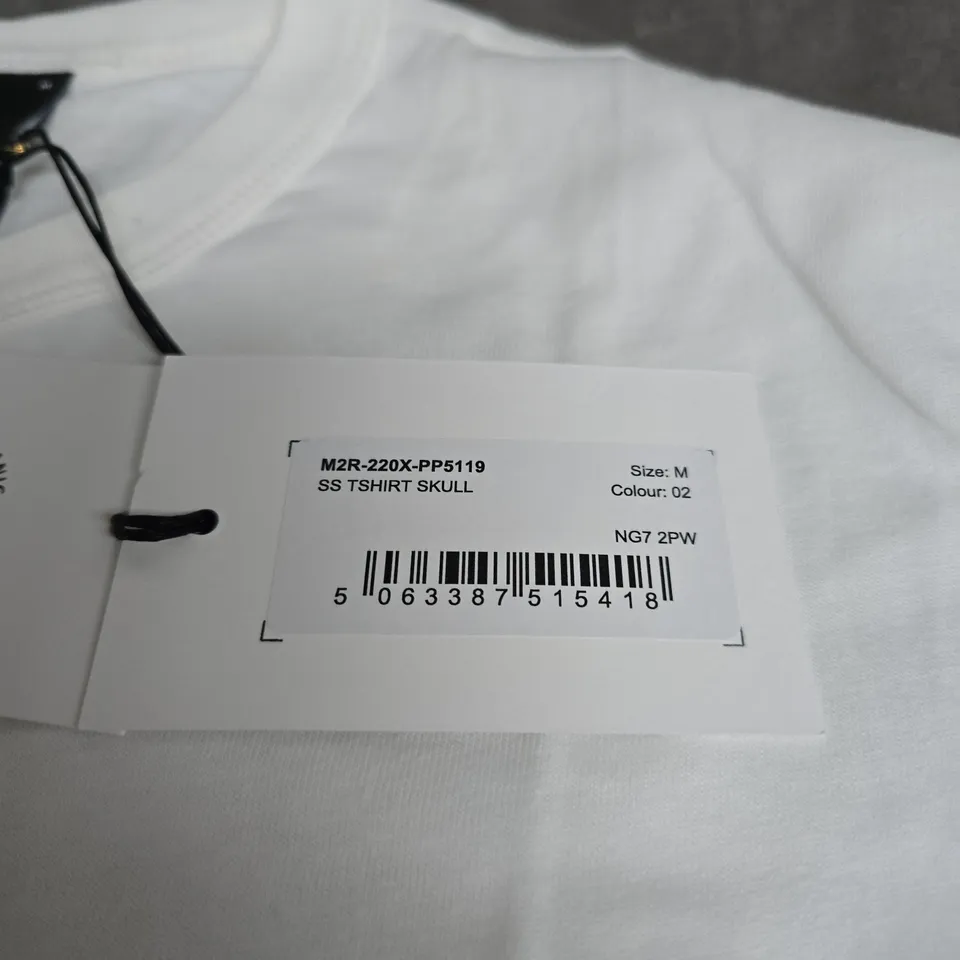 M2R-220X-PP5119
SS TSHIRT SKULL
Size: M
Colour: 02
NG7 2PW
5 063387 515418